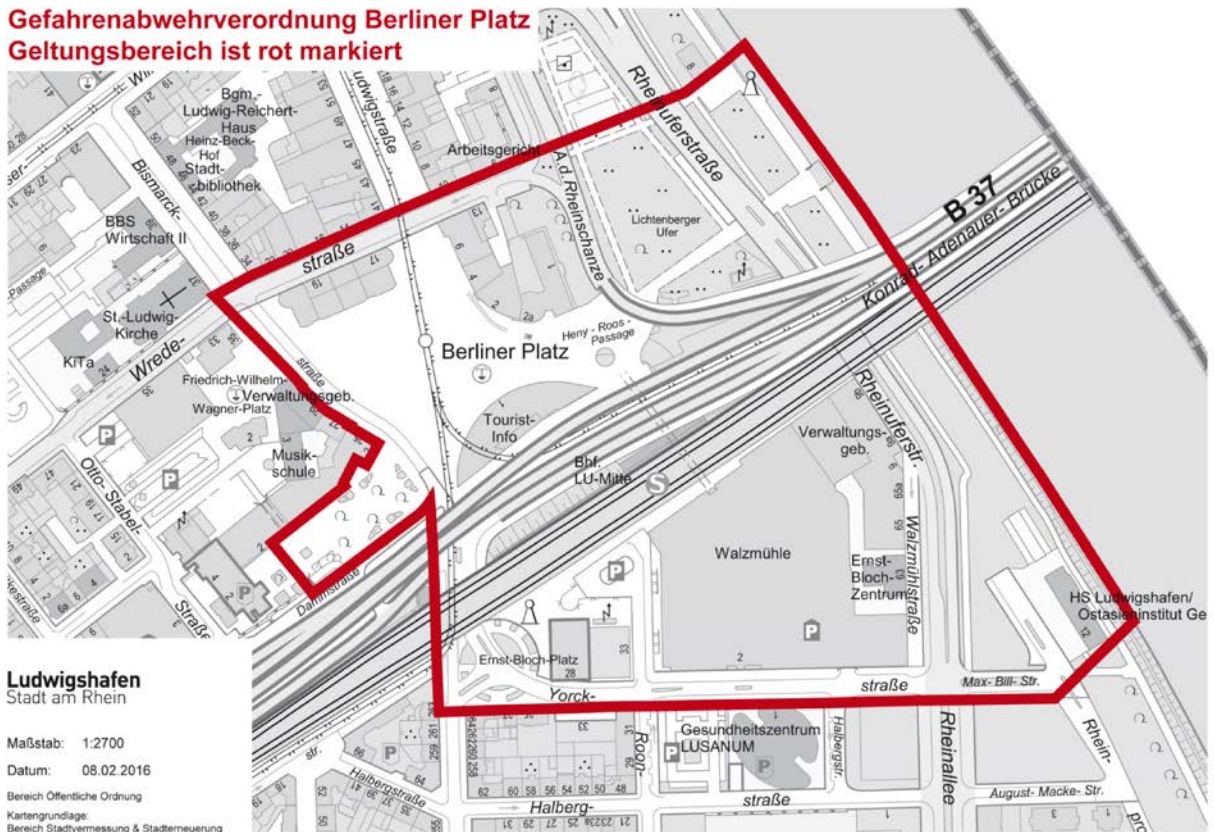 Gefahrenabwehrverordnung Berliner Platz
Geltungsbereich ist rot markiert
Bgm.-
Ludwig-Reichert-
Haus
Heinz-Beck-
Hof
Stadt-
bibliothek
Ludwigstraße
Bismarck-
straße
Arbeitsgericht
A.d.Rheinschanze
Rheinuferstraße
Lichtenberger
Ufer
B 37
Konrad- Adenauer- Brücke
BBS
Wirtschaft II
Passage
St.-Ludwig-
Kirche
KiTa
Wrede-
straße
Friedrich-Wilhelm-
Wagner-Platz
Verwaltungsgeb.
Musik-
schule
Berliner Platz
Heny - Roos -
Passage
Tourist-
Info
Bhf.
LU-Mitte
S
Verwaltungs-
geb.
Rheinuferstr.
Otto- Stabel-
Straße
Dammstraße
Walzmühle
Ernst-
Bloch-
Zentrum
Walzmühlstraße
HS Ludwigshafen/
Ostasieninstitut Ge
Ernst-Bloch-Platz
Yorck-
straße
Max- Bill- Str.
Gesundheitszentrum
LUSANUM
Roon-
Halbergstr.
Rheinallee
Rhein-
Halbergstraße
Halberg-
straße
August- Macke- Str.
Ludwigshafen
Stadt am Rhein
Maßstab: 1:2700
Datum: 08.02.2016
Bereich Öffentliche Ordnung
Kartengrundlage:
Bereich Stadtvermessung & Stadterneuerung